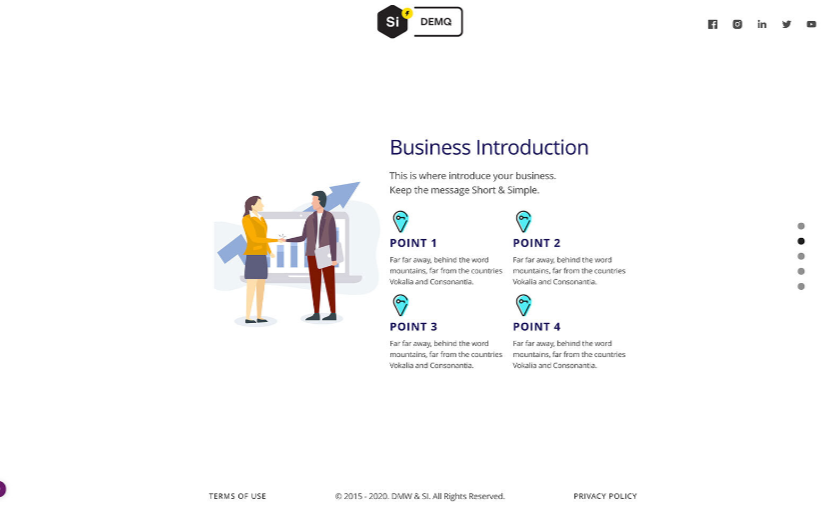 Si
DEMQ
Business Introduction
This is where introduce your business.
Keep the message Short & Simple.
POINT 1
Far far away, behind the word
mountains, far from the countries
Vokalia and Consonantia.
POINT 2
Far far away, behind the word
mountains, far from the countries
Vokalia and Consonantia.
POINT 3
Far far away, behind the word
mountains, far from the countries
Vokalia and Consonantia.
POINT 4
Far far away, behind the word
mountains, far from the countries
Vokalia and Consonantia.
TERMS OF USE
© 2015 - 2020. DMW & Si. All Rights Reserved.
PRIVACY POLICY